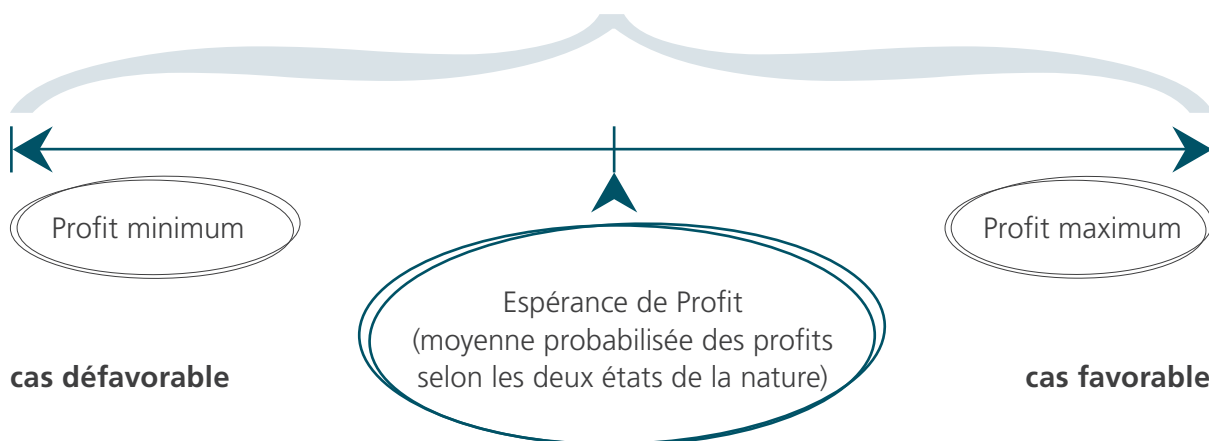 Profit minimum
Profit maximum
Espérance de Profit
(moyenne probabilisée des profits
selon les deux états de la nature)
cas défavorable
cas favorable